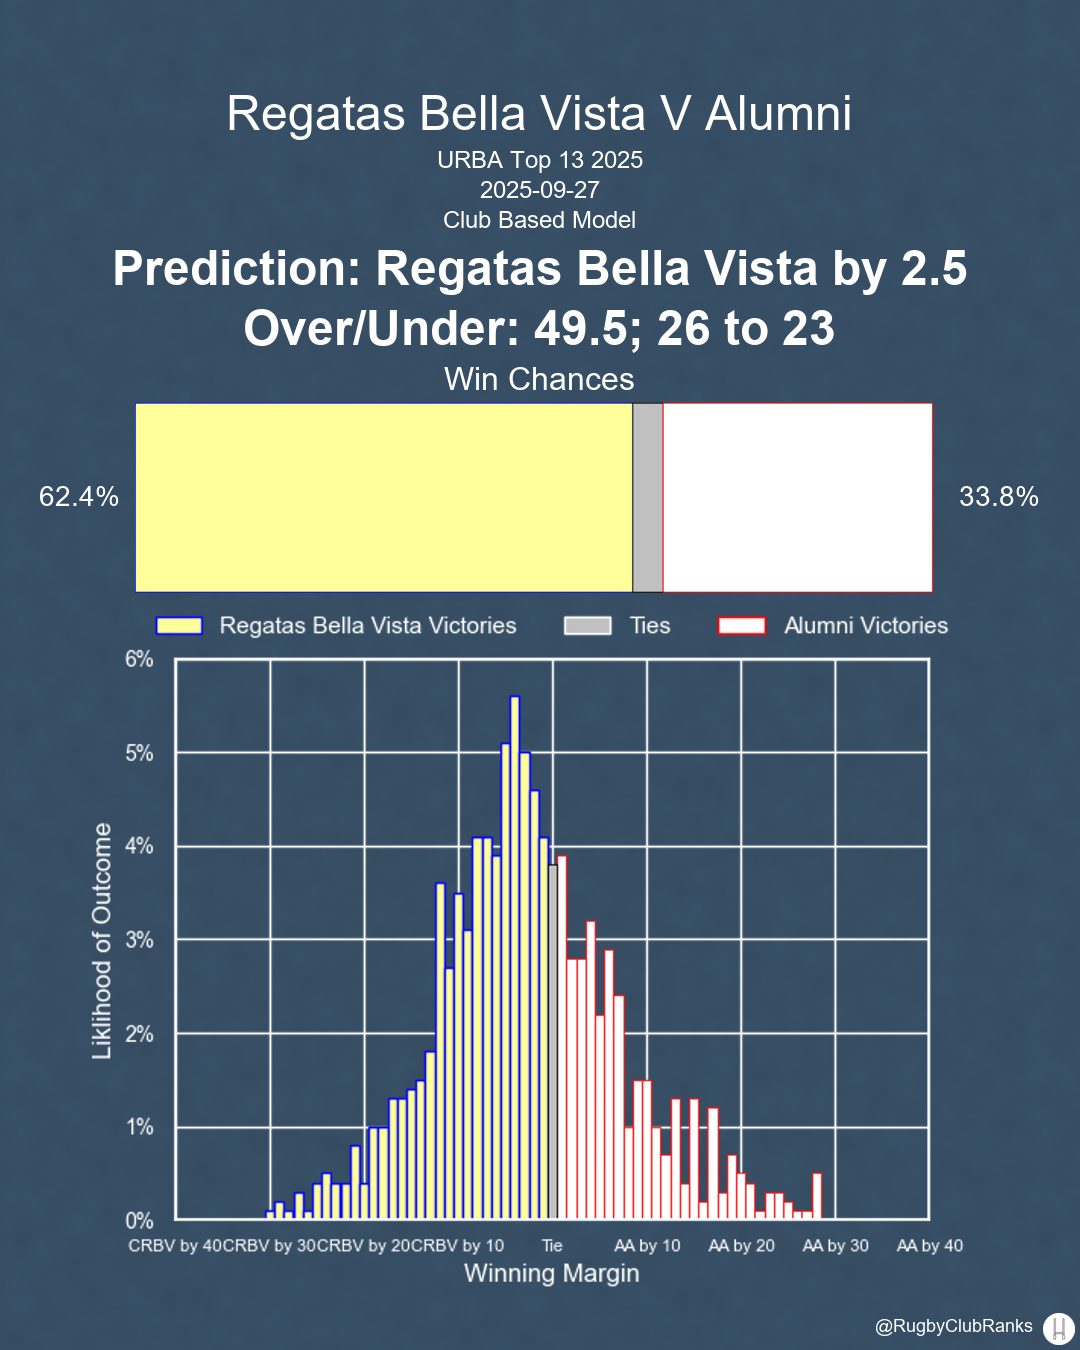 Regatas Bella Vista V Alumni
URBA Top 13 2025
2025-09-27
Club Based Model
Prediction: Regatas Bella Vista by 2.5
Over/Under: 49.5; 26 to 23
Win Chances
62.4%
33.8%
Regatas Bella Vista Victories
Ties
Alumni Victories
6%
5%
4%
3%
2%
1%
0%
Liklihood of Outcome
CRBV by 40
CRBV by 30
CRBV by 20
CRBV by 10
Tie
AA by 10
AA by 20
AA by 30
AA by 40
Winning Margin
@RugbyClubRanks